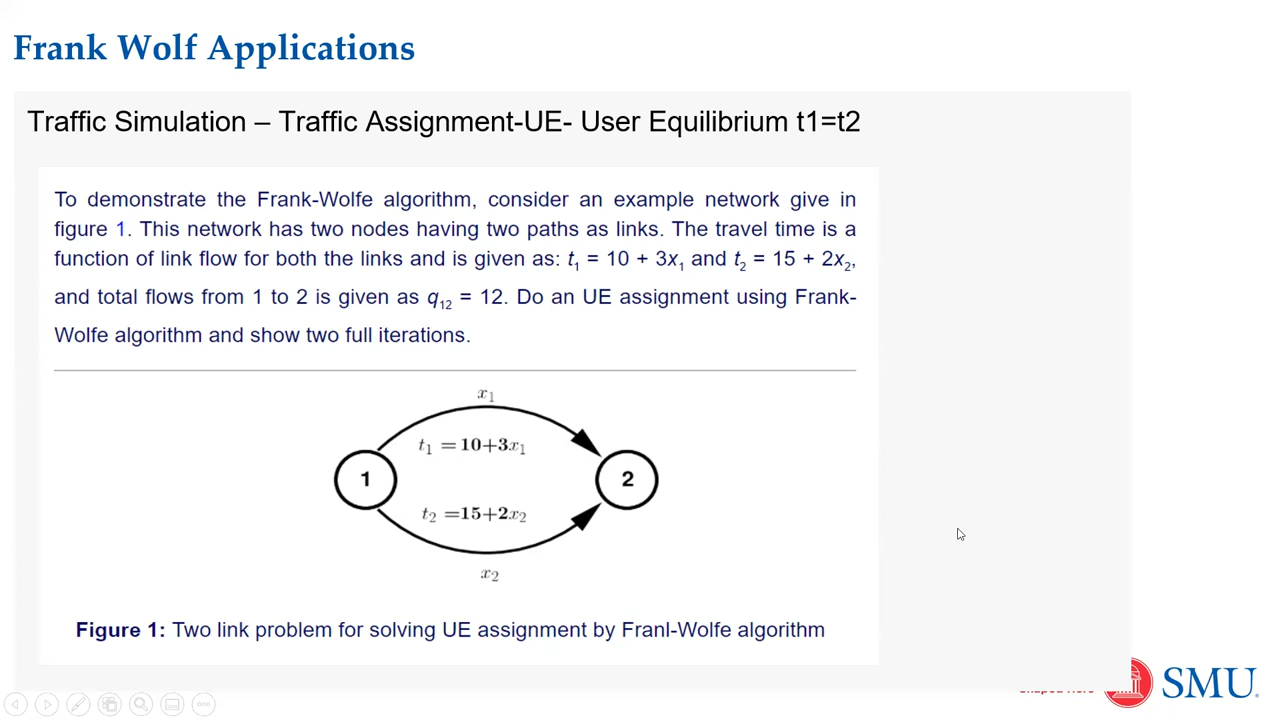 Frank Wolf Applications
Traffic Simulation – Traffic Assignment-UE- User Equilibrium t1=t2
To demonstrate the Frank-Wolfe algorithm, consider an example network give in
figure 1. This network has two nodes having two paths as links. The travel time is a
function of link flow for both the links and is given as: t₁ = 10 + 3x₁ and t₂ = 15 + 2x₂,
and total flows from 1 to 2 is given as q₁₂ = 12. Do an UE assignment using Frank-
Wolfe algorithm and show two full iterations.
x₁
t₁ = 10+3x₁
1
2
t₂ =15+2x₂
x₂
Figure 1: Two link problem for solving UE assignment by Franl-Wolfe algorithm
SMU.